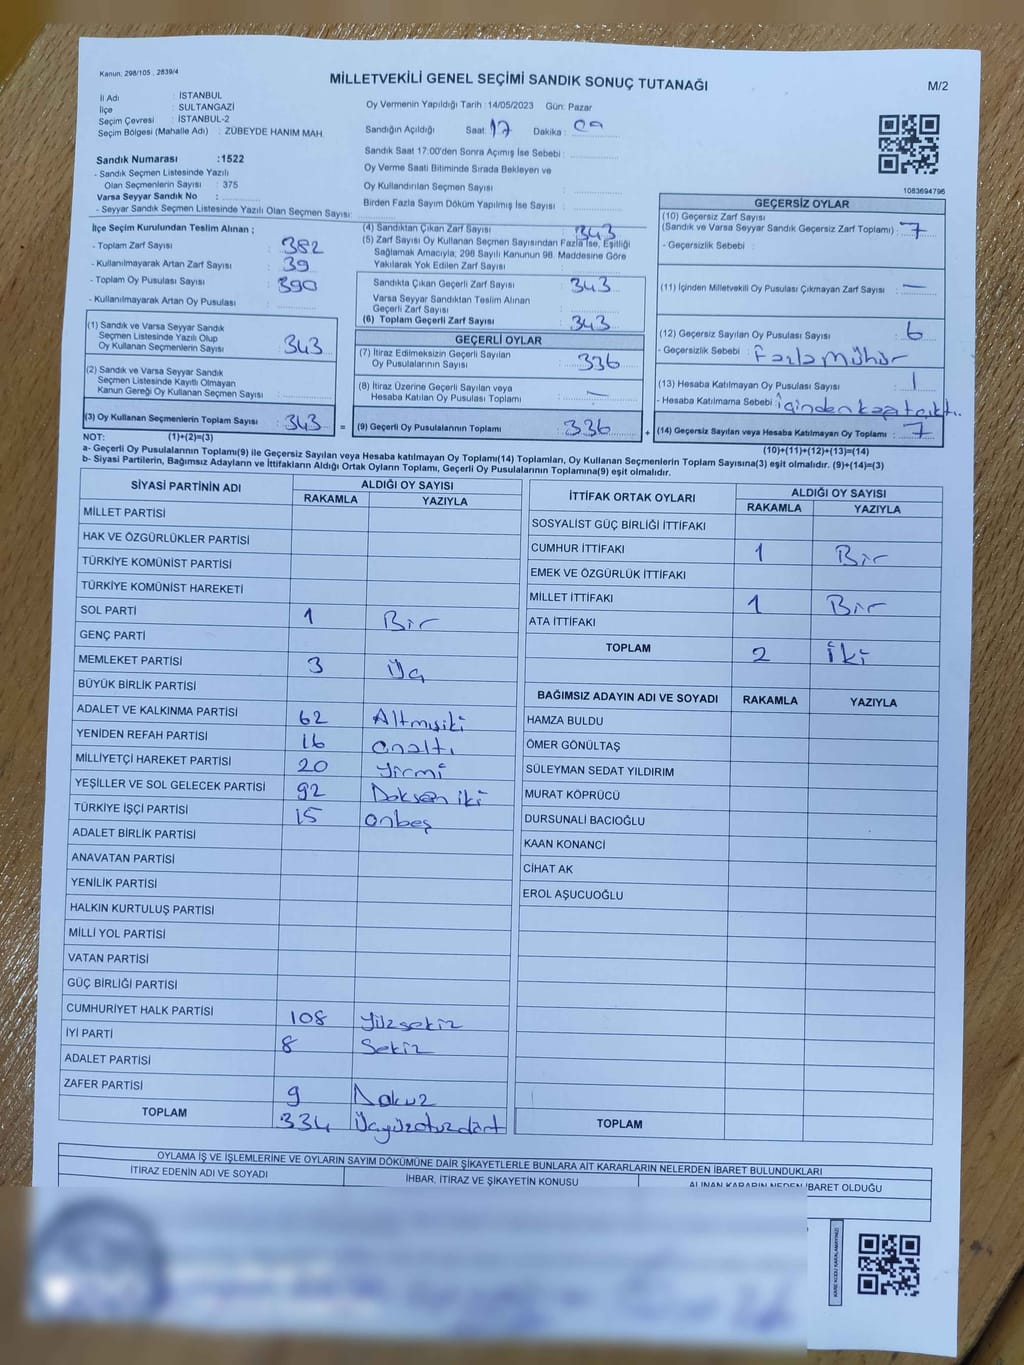 Kanun, 298/105 , 2839/4
MİLLETVEKİLİ GENEL SEÇİMİ SANDIK SONUÇ TUTANAĞI
M/2
İl Adı : İSTANBUL
İlçe : SULTANGAZİ
Seçim Çevresi : İSTANBUL-2
Seçim Bölgesi (Mahalle Adı) : ZÜBEYDE HANIM MAH.
Oy Vermenin Yapıldığı Tarih :14/05/2023 Gün: Pazar
Sandığın Açıldığı Saat: 17 Dakika :
Sandık Saat 17:00'den Sonra Açımış İse Sebebi :
Oy Verme Saati Bitiminde Sırada Bekleyen ve
Oy Kullandırılan Seçmen Sayısı :
Birden Fazla Sayım Döküm Yapılmış İse Sayısı :
Sandık Numarası :1522
- Sandık Seçmen Listesinde Yazılı
Olan Seçmenlerin Sayısı : 375
Varsa Seyyar Sandık No :
- Seyyar Sandık Seçmen Listesinde Yazılı Olan Seçmen Sayısı:
1083694796
İlçe Seçim Kurulundan Teslim Alınan ;
- Toplam Zarf Sayısı : 382
- Kullanılmayarak Artan Zarf Sayısı : 39
- Toplam Oy Pusulası Sayısı : 390
- Kullanılmayarak Artan Oy Pusulası :
(1) Sandık ve Varsa Seyyar Sandık
Seçmen Listesinde Yazılı Olup
Oy Kullanan Seçmenlerin Sayısı : 343
(2) Sandık ve Varsa Seyyar Sandık
Seçmen Listesinde Kayıtlı Olmayan
Kanun Gereği Oy Kullanan Seçmen Sayısı :
(3) Oy Kullanan Seçmenlerin Toplam Sayısı : 343 =
NOT: (1)+(2)=(3)
(4) Sandıktan Çıkan Zarf Sayısı : 343
(5) Zarf Sayısı Oy Kullanan Seçmen Sayısından Fazla İse, Eşitliği
Sağlamak Amacıyla; 298 Sayılı Kanunun 98. Maddesine Göre
Yakılarak Yok Edilen Zarf Sayısı :
Sandıkta Çıkan Geçerli Zarf Sayısı : 343
Varsa Seyyar Sandıktan Teslim Alınan
Geçerli Zarf Sayısı :
(6) Toplam Geçerli Zarf Sayısı : 343
GEÇERLİ OYLAR
(7) İtiraz Edilmeksizin Geçerli Sayılan
Oy Pusulalarının Sayısı : 336
(8) İtiraz Üzerine Geçerli Sayılan veya
Hesaba Katılan Oy Pusulası Toplamı : —
(9) Geçerli Oy Pusulalarının Toplamı : 336 +
GEÇERSİZ OYLAR
(10) Geçersiz Zarf Sayısı
(Sandık ve Varsa Seyyar Sandık Geçersiz Zarf Toplamı) : 7
- Geçersizlik Sebebi :
(11) İçinden Milletvekili Oy Pusulası Çıkmayan Zarf Sayısı : —
(12) Geçersiz Sayılan Oy Pusulası Sayısı : 6
- Geçersizlik Sebebi : Fazla Mühür
(13) Hesaba Katılmayan Oy Pusulası Sayısı : 1
- Hesaba Katılmama Sebebi :
(14) Geçersiz Sayılan veya Hesaba Katılmayan Oy Toplamı : 7
(10)+(11)+(12)+(13)=(14)
a- Geçerli Oy Pusulalarının Toplamı(9) ile Geçersiz Sayılan veya Hesaba katılmayan Oy Toplamı(14) Toplamları, Oy Kullanan Seçmenlerin Toplam Sayısına(3) eşit olmalıdır. (9)+(14)=(3)
b- Siyasi Partilerin, Bağımsız Adayların ve İttifakların Aldığı Ortak Oyların Toplamı, Geçerli Oy Pusulalarının Toplamına(9) eşit olmalıdır.
SİYASİ PARTİNİN ADI ALDIĞI OY SAYISI
RAKAMLA YAZIYLA
MİLLET PARTİSİ
HAK VE ÖZGÜRLÜKLER PARTİSİ
TÜRKİYE KOMÜNİST PARTİSİ
TÜRKİYE KOMÜNİST HAREKETİ
SOL PARTİ 1 Bir
GENÇ PARTİ
MEMLEKET PARTİSİ 3 üç
BÜYÜK BİRLİK PARTİSİ
ADALET VE KALKINMA PARTİSİ 62 Altmışiki
YENİDEN REFAH PARTİSİ 16 onaltı
MİLLİYETÇİ HAREKET PARTİSİ 20 yirmi
YEŞİLLER VE SOL GELECEK PARTİSİ 92 Doksan iki
TÜRKİYE İŞÇİ PARTİSİ 15 onbeş
ADALET BİRLİK PARTİSİ
ANAVATAN PARTİSİ
YENİLİK PARTİSİ
HALKIN KURTULUŞ PARTİSİ
MİLLİ YOL PARTİSİ
VATAN PARTİSİ
GÜÇ BİRLİĞİ PARTİSİ
CUMHURİYET HALK PARTİSİ 108 yüzsekiz
İYİ PARTİ 8 Sekiz
ADALET PARTİSİ
ZAFER PARTİSİ 9 Dokuz
TOPLAM 334 Üçyüzotuzdört
İTTİFAK ORTAK OYLARI ALDIĞI OY SAYISI
RAKAMLA YAZIYLA
SOSYALİST GÜÇ BİRLİĞİ İTTİFAKI
CUMHUR İTTİFAKI 1 Bir
EMEK VE ÖZGÜRLÜK İTTİFAKI
MİLLET İTTİFAKI 1 Bir
ATA İTTİFAKI
TOPLAM 2 İki
BAĞIMSIZ ADAYIN ADI VE SOYADI RAKAMLA YAZIYLA
HAMZA BULDU
ÖMER GÖNÜLTAŞ
SÜLEYMAN SEDAT YILDIRIM
MURAT KÖPRÜCÜ
DURSUNALİ BACIOĞLU
KAAN KONANCİ
CİHAT AK
EROL AŞUCUOĞLU
TOPLAM
OYLAMA İŞ VE İŞLEMLERİNE VE OYLARIN SAYIM DÖKÜMÜNE DAİR ŞİKAYETLERLE BUNLARA AİT KARARLARIN NELERDEN İBARET BULUNDUKLARI
İTİRAZ EDENİN ADI VE SOYADI İHBAR, İTİRAZ VE ŞİKAYETİN KONUSU ALINAN KARARIN NEDEN İBARET OLDUĞU
KARE KODU KARALAMAYINIZ!